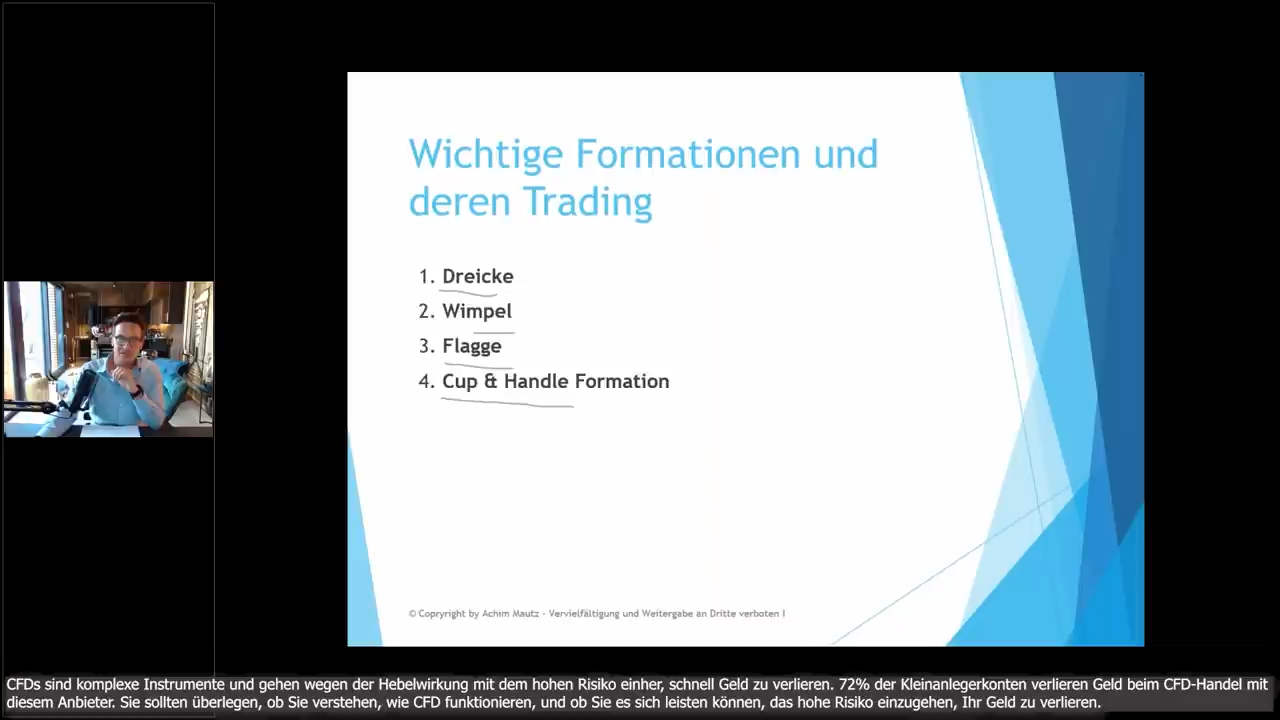 Wichtige Formationen und
deren Trading
1. Dreicke
2. Wimpel
3. Flagge
4. Cup & Handle Formation
© Copryright by Achim Mautz - Vervielfältigung und Weitergabe an Dritte verboten !
CFDs sind komplexe Instrumente und gehen wegen der Hebelwirkung mit dem hohen Risiko einher, schnell Geld zu verlieren. 72% der Kleinanlegerkonten verlieren Geld beim CFD-Handel mit
diesem Anbieter. Sie sollten überlegen, ob Sie verstehen, wie CFD funktionieren, und ob Sie es sich leisten können, das hohe Risiko einzugehen, Ihr Geld zu verlieren.